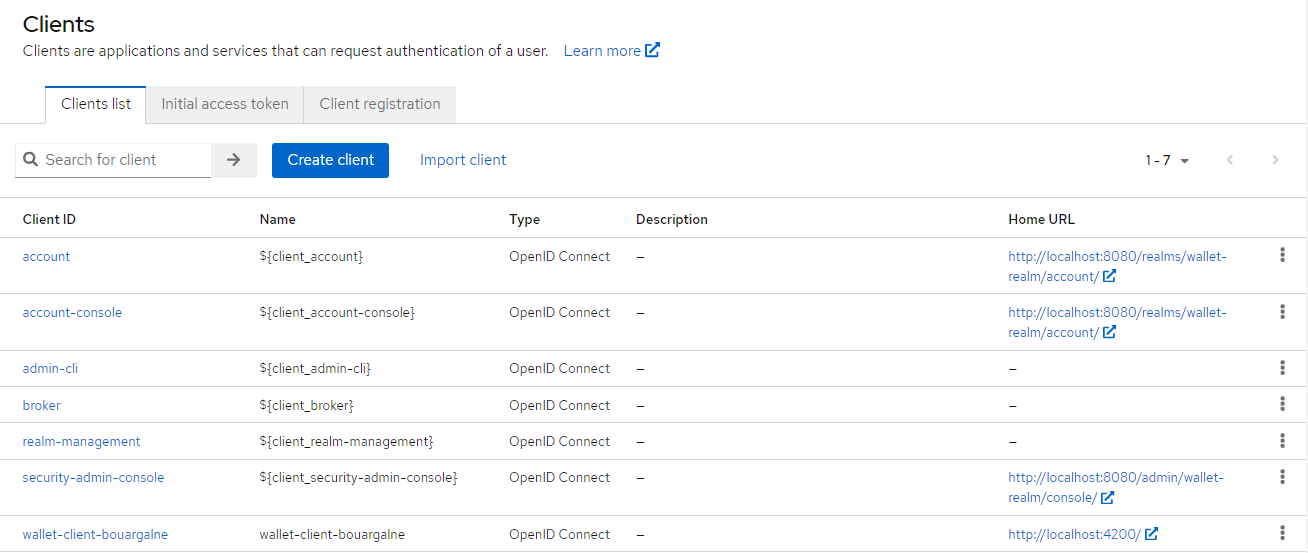 Clients
Clients are applications and services that can request authentication of a user. Learn more
Clients list Initial access token Client registration
Search for client Create client Import client 1 - 7
Client ID Name Type Description Home URL
account ${client_account} OpenID Connect – http://localhost:8080/realms/wallet-
realm/account/
account-console ${client_account-console} OpenID Connect – http://localhost:8080/realms/wallet-
realm/account/
admin-cli ${client_admin-cli} OpenID Connect – –
broker ${client_broker} OpenID Connect – –
realm-management ${client_realm-management} OpenID Connect – –
security-admin-console ${client_security-admin-console} OpenID Connect – http://localhost:8080/admin/wallet-
realm/console/
wallet-client-bouargalne wallet-client-bouargalne OpenID Connect – http://localhost:4200/